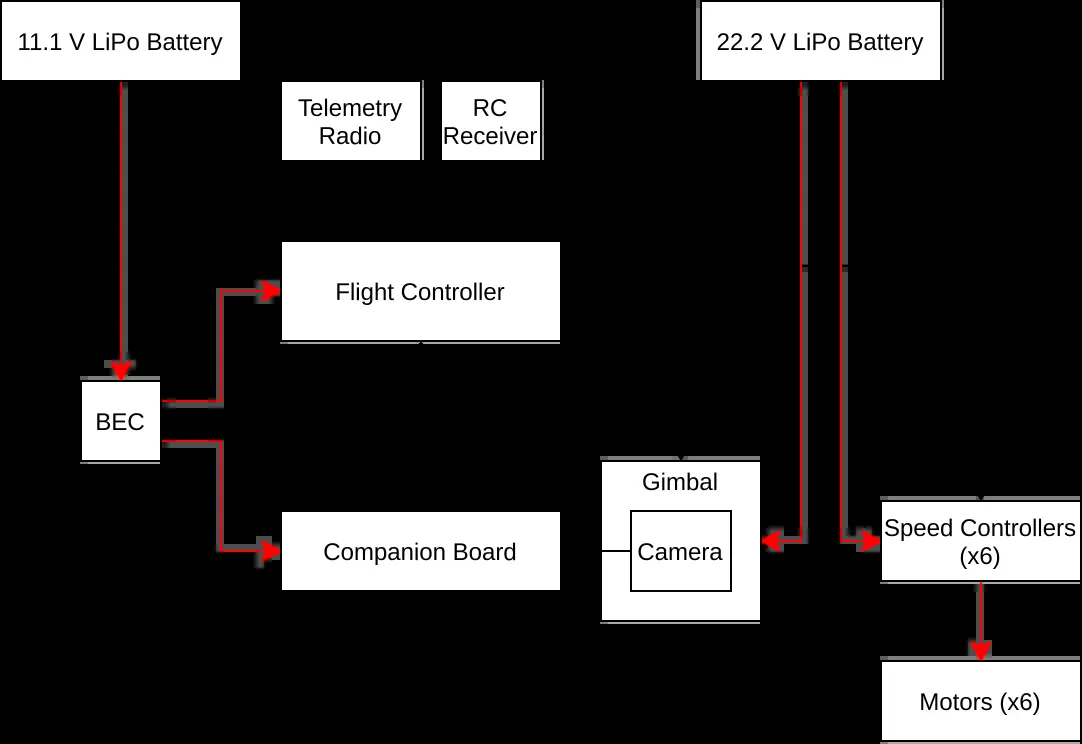 11.1 V LiPo Battery
22.2 V LiPo Battery
Telemetry
Radio
RC
Receiver
Flight Controller
BEC
Gimbal
Camera
Companion Board
Speed Controllers
(x6)
Motors (x6)